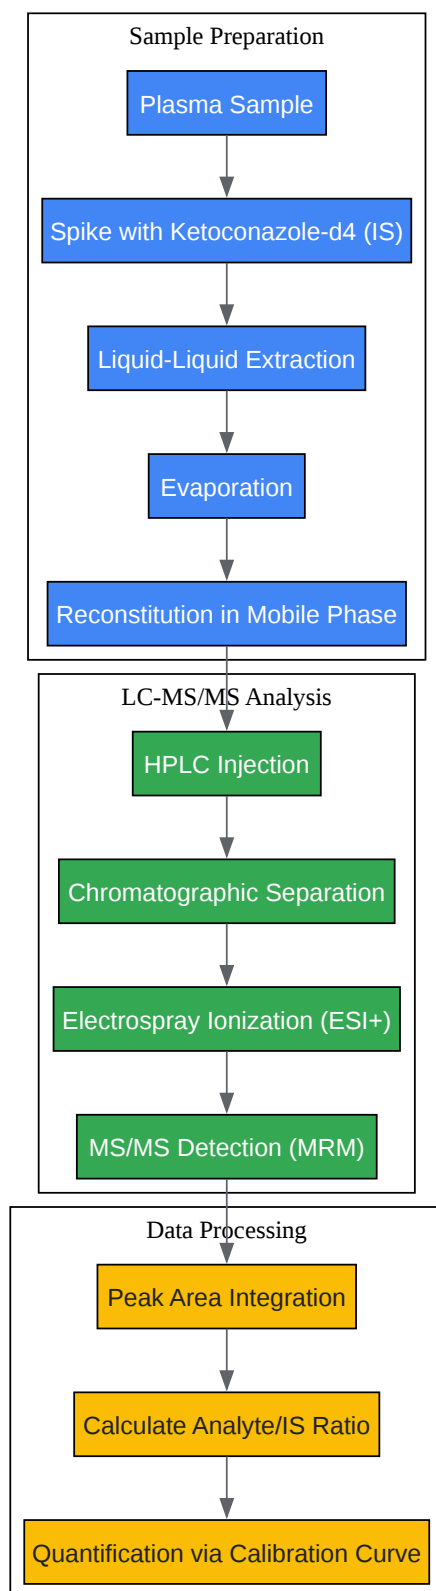 Sample Preparation
Plasma Sample
Spike with Ketoconazole-d4 (IS)
Liquid-Liquid Extraction
Evaporation
Reconstitution in Mobile Phase
LC-MS/MS Analysis
HPLC Injection
Chromatographic Separation
Electrospray Ionization (ESI+)
MS/MS Detection (MRM)
Data Processing
Peak Area Integration
Calculate Analyte/IS Ratio
Quantification via Calibration Curve